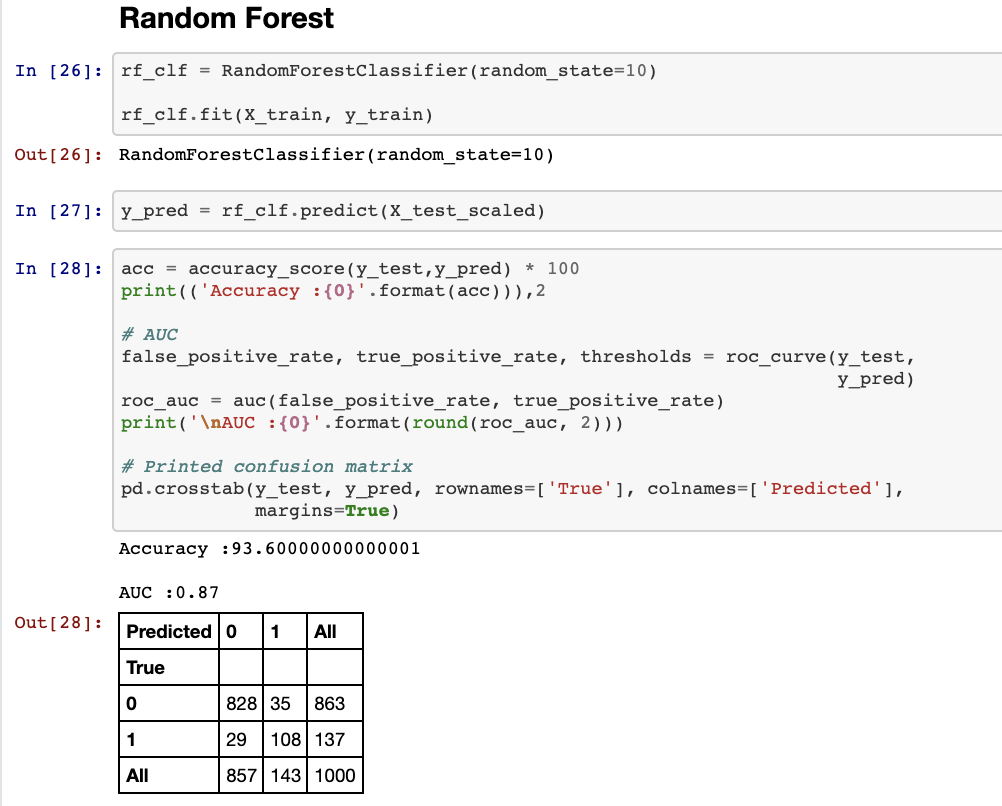 Random Forest
In [26]: rf_clf = RandomForestClassifier(random_state=10)
rf_clf.fit(X_train, y_train)
Out[26]: RandomForestClassifier(random_state=10)
In [27]: y_pred = rf_clf.predict(X_test_scaled)
In [28]: acc = accuracy_score(y_test,y_pred) * 100
print(('Accuracy :{0}'.format(acc))),2
# AUC
false_positive_rate, true_positive_rate, thresholds = roc_curve(y_test,
y_pred)
roc_auc = auc(false_positive_rate, true_positive_rate)
print('\nAUC :{0}'.format(round(roc_auc, 2)))
# Printed confusion matrix
pd.crosstab(y_test, y_pred, rownames=['True'], colnames=['Predicted'],
margins=True)
Accuracy :93.60000000000001
AUC :0.87
Out[28]:
Predicted 0 1 All
True
0 828 35 863
1 29 108 137
All 857 143 1000